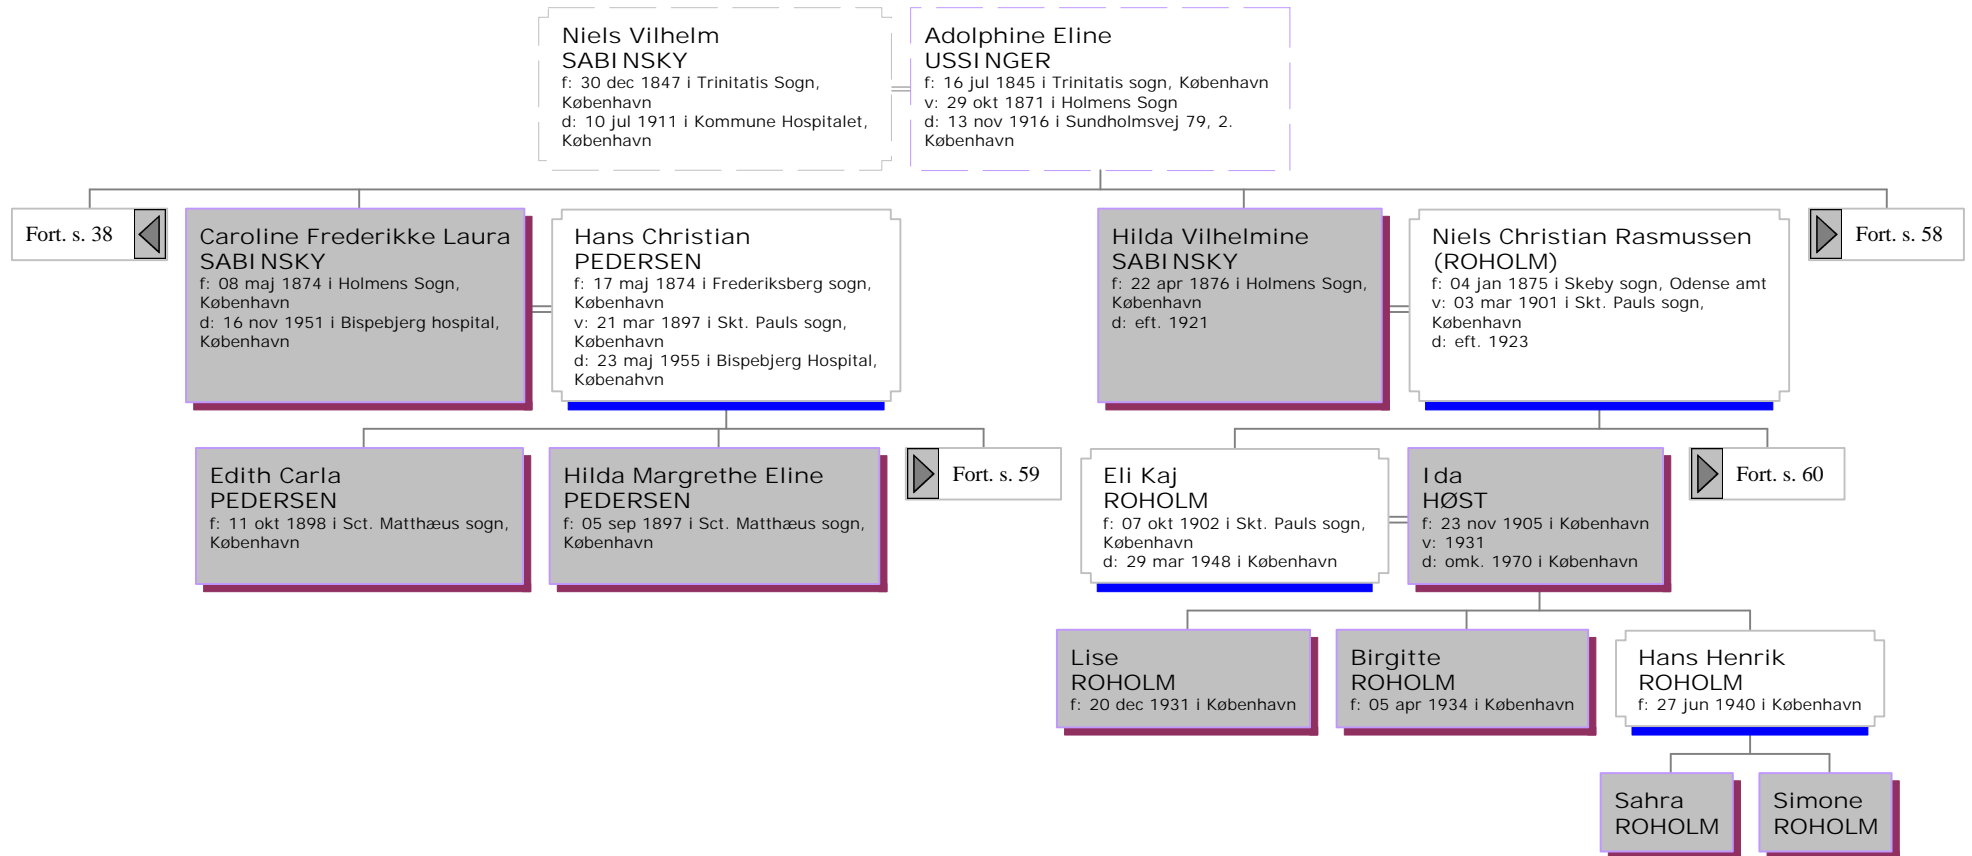 Niels Vilhelm
SABINSKY
f: 30 dec 1847 i Trinitatis Sogn,
København
d: 10 jul 1911 i Kommune Hospitalet,
København
Adolphine Eline
USSINGER
f: 16 jul 1845 i Trinitatis sogn, København
v: 29 okt 1871 i Holmens Sogn
d: 13 nov 1916 i Sundholmsvej 79, 2.
København
Fort. s. 38
Caroline Frederikke Laura
SABINSKY
f: 08 maj 1874 i Holmens Sogn,
København
d: 16 nov 1951 i Bispebjerg hospital,
København
Hans Christian
PEDERSEN
f: 17 maj 1874 i Frederiksberg sogn,
København
v: 21 mar 1897 i Skt. Pauls sogn,
København
d: 23 maj 1955 i Bispebjerg Hospital,
Købenahvn
Hilda Vilhelmine
SABINSKY
f: 22 apr 1876 i Holmens Sogn,
København
d: eft. 1921
Niels Christian Rasmussen
(ROHOLM)
f: 04 jan 1875 i Skeby sogn, Odense amt
v: 03 mar 1901 i Skt. Pauls sogn,
København
d: eft. 1923
Fort. s. 58
Edith Carla
PEDERSEN
f: 11 okt 1898 i Sct. Matthæus sogn,
København
Hilda Margrethe Eline
PEDERSEN
f: 05 sep 1897 i Sct. Matthæus sogn,
København
Fort. s. 59
Eli Kaj
ROHOLM
f: 07 okt 1902 i Skt. Pauls sogn,
København
d: 29 mar 1948 i København
Ida
HØST
f: 23 nov 1905 i København
v: 1931
d: omk. 1970 i København
Fort. s. 60
Lise
ROHOLM
f: 20 dec 1931 i København
Birgitte
ROHOLM
f: 05 apr 1934 i København
Hans Henrik
ROHOLM
f: 27 jun 1940 i København
Sahra
ROHOLM
Simone
ROHOLM